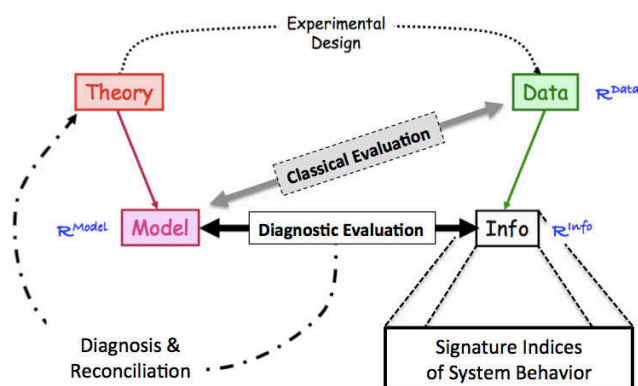 Experimental
Design
Theory
Data
R^Data
Classical Evaluation
R^Model
Model
Diagnostic Evaluation
Info
R^Info
Diagnosis &
Reconciliation
Signature Indices
of System Behavior